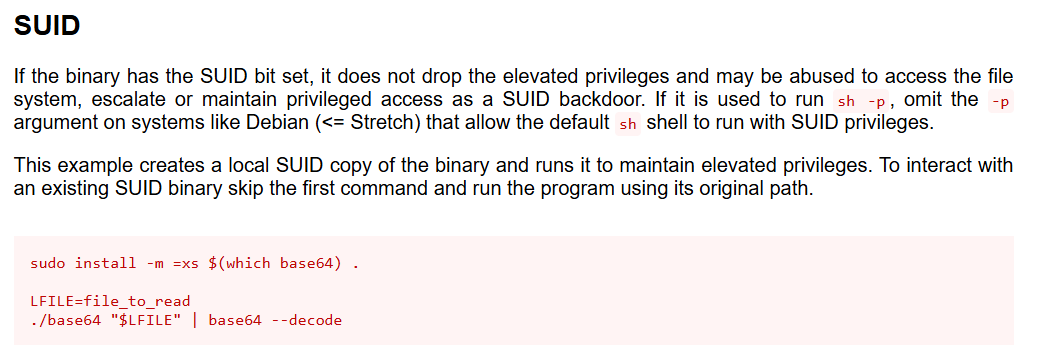 SUID
If the binary has the SUID bit set, it does not drop the elevated privileges and may be abused to access the file
system, escalate or maintain privileged access as a SUID backdoor. If it is used to run sh -p, omit the -p
argument on systems like Debian (<= Stretch) that allow the default sh shell to run with SUID privileges.
This example creates a local SUID copy of the binary and runs it to maintain elevated privileges. To interact with
an existing SUID binary skip the first command and run the program using its original path.
sudo install -m =xs $(which base64) .
LFILE=file_to_read
./base64 "$LFILE" | base64 --decode